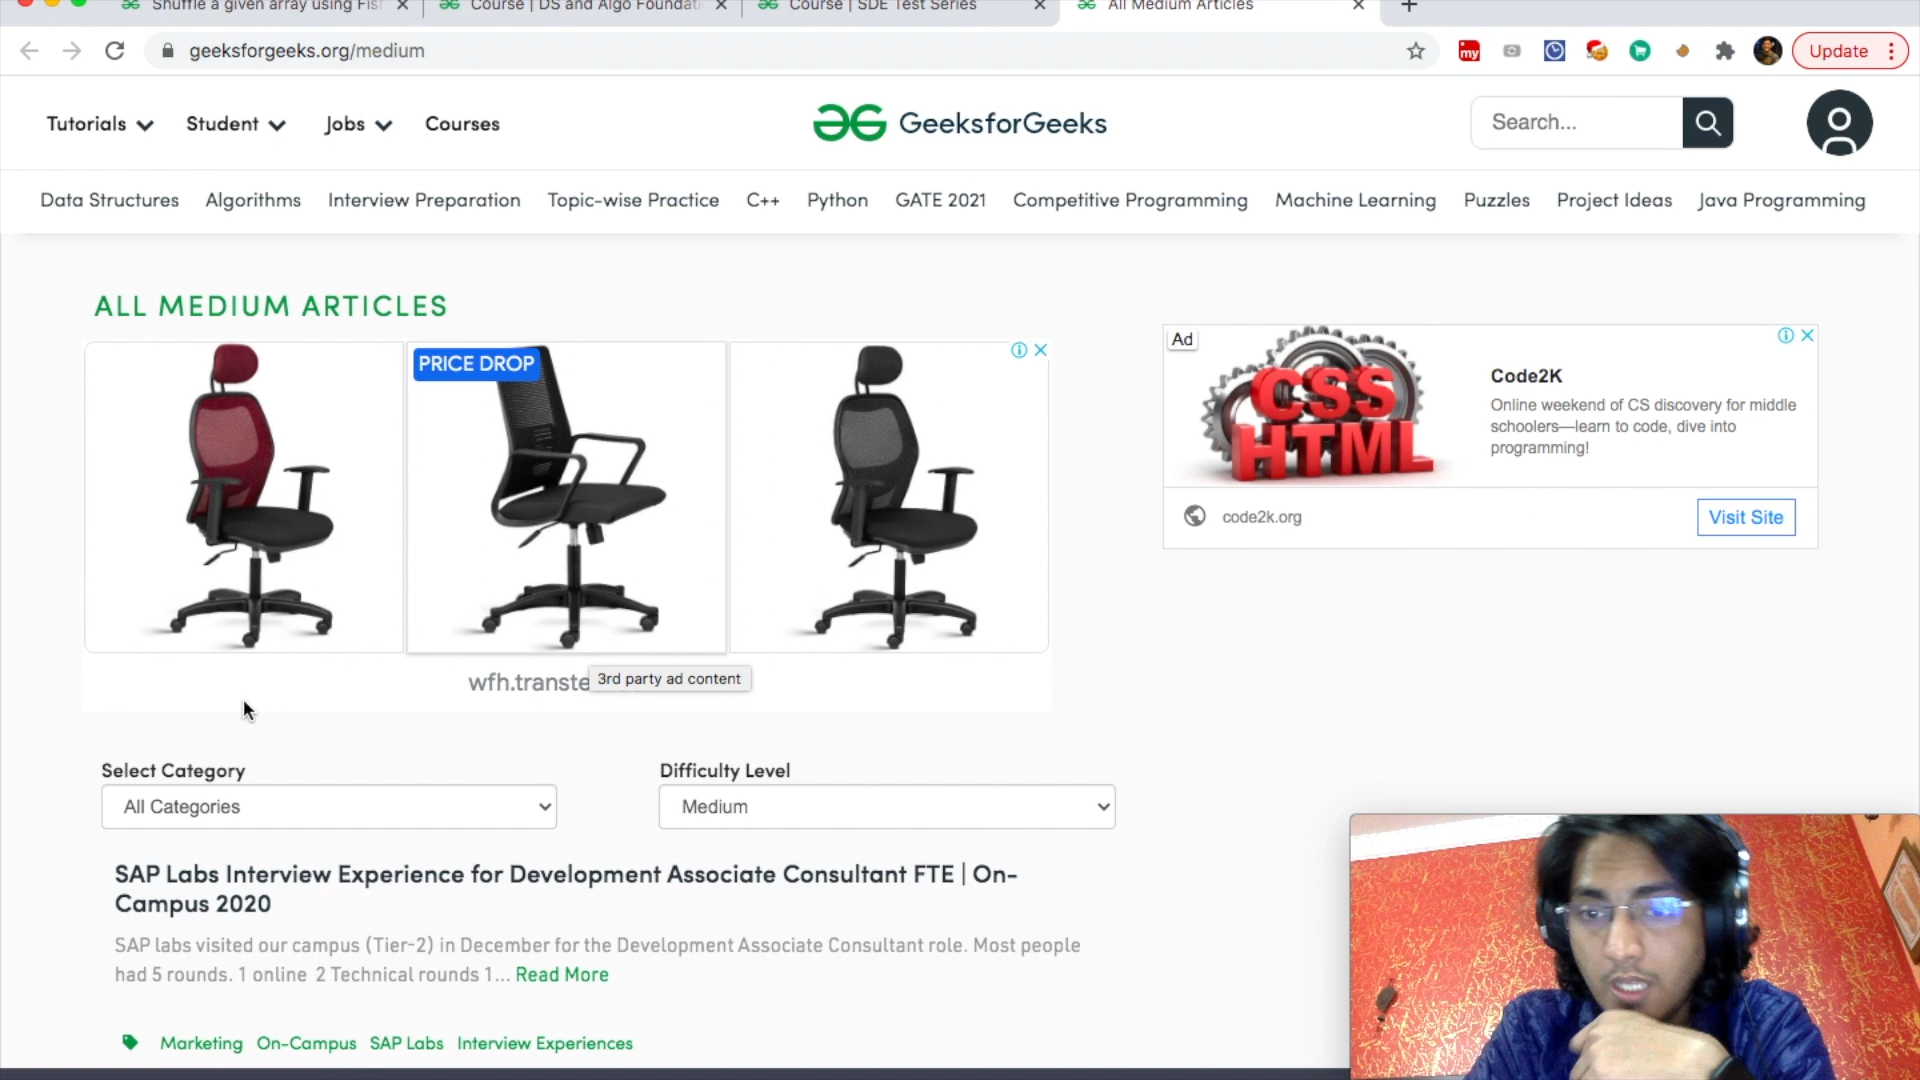 Shuffle a given array using Fis
Course | DS and Algo Foundati
Course | SDE Test Series
All Medium Articles
geeksforgeeks.org/medium
my
Update
Tutorials
Student
Jobs
Courses
GeeksforGeeks
Search...
Data Structures
Algorithms
Interview Preparation
Topic-wise Practice
C++
Python
GATE 2021
Competitive Programming
Machine Learning
Puzzles
Project Ideas
Java Programming
ALL MEDIUM ARTICLES
PRICE DROP
wfh.transte
3rd party ad content
Ad
CSS
HTML
Code2K
Online weekend of CS discovery for middle
schoolers—learn to code, dive into
programming!
code2k.org
Visit Site
Select Category
All Categories
Difficulty Level
Medium
SAP Labs Interview Experience for Development Associate Consultant FTE | On-
Campus 2020
SAP labs visited our campus (Tier-2) in December for the Development Associate Consultant role. Most people
had 5 rounds. 1 online 2 Technical rounds 1... Read More
Marketing On-Campus SAP Labs Interview Experiences